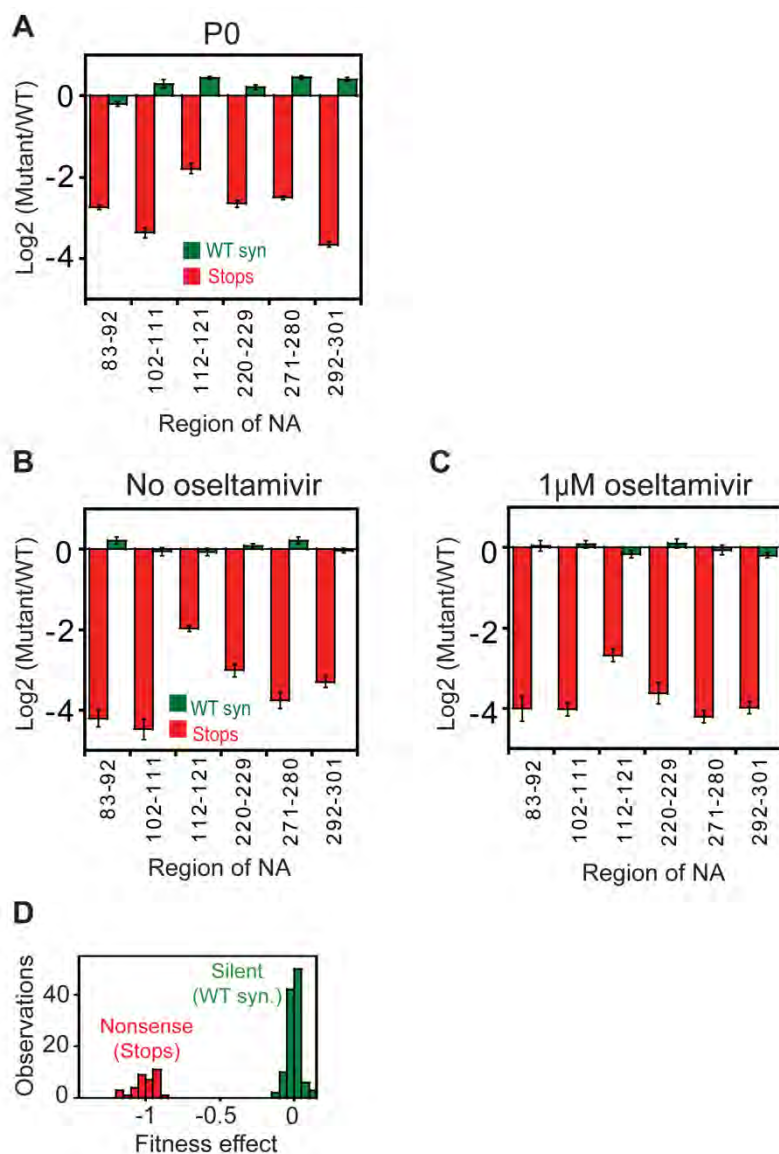 A
P0
Log2 (Mutant/WT)
0
-2
-4
WT syn
Stops
83-92
102-111
112-121
220-229
271-280
292-301
Region of NA
B
No oseltamivir
Log2 (Mutant/WT)
0
-2
-4
WT syn
Stops
83-92
102-111
112-121
220-229
271-280
292-301
Region of NA
C
1µM oseltamivir
Log2 (Mutant/WT)
0
-2
-4
83-92
102-111
112-121
220-229
271-280
292-301
Region of NA
D
Observations
40
20
0
Silent
(WT syn.)
Nonsense
(Stops)
-1
-0.5
0
Fitness effect